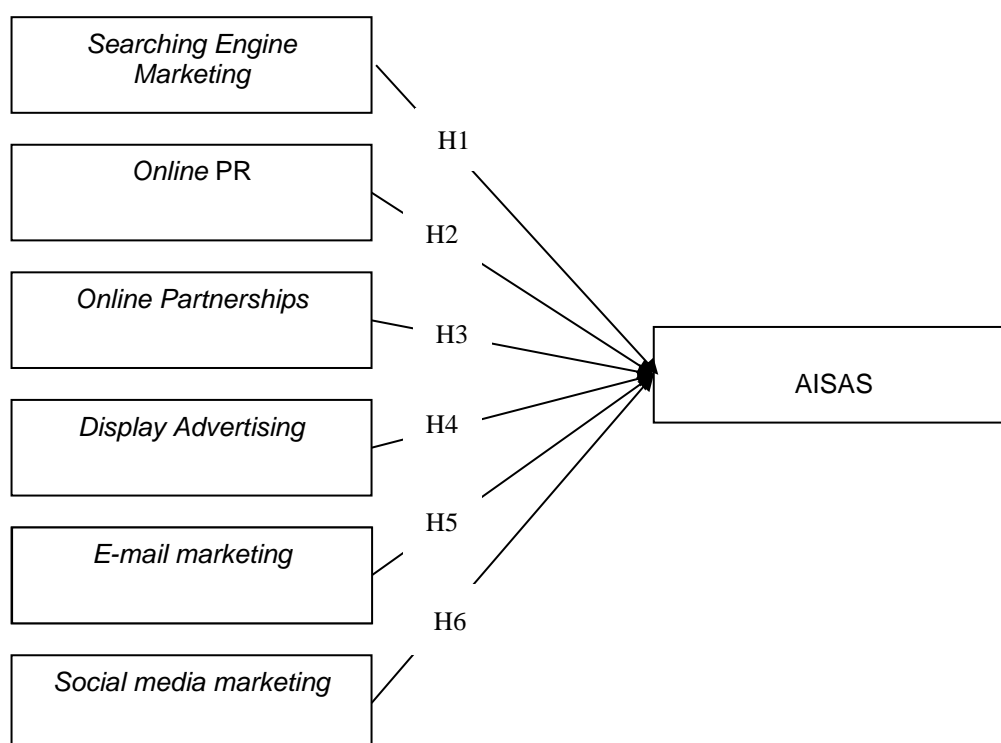 Searching Engine
Marketing
H1
Online PR
H2
Online Partnerships
H3
AISAS
Display Advertising
H4
E-mail marketing
H5
H6
Social media marketing